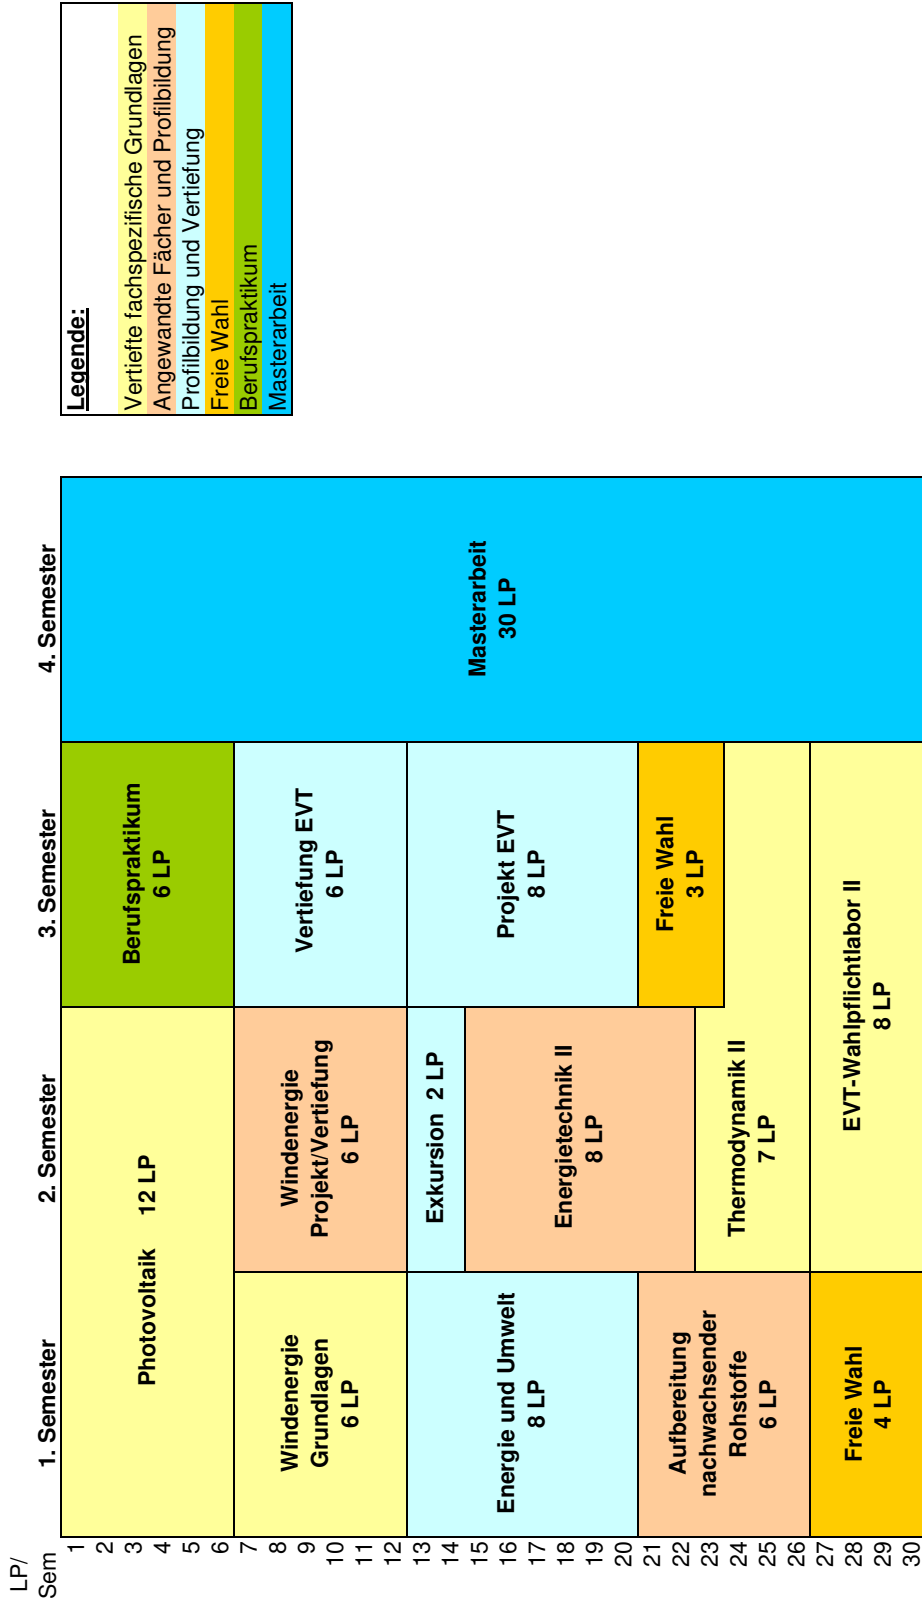 LP/
Sem
1. Semester
2. Semester
3. Semester
4. Semester
1
2
3
4
5
6
7
8
9
10
11
12
13
14
15
16
17
18
19
20
21
22
23
24
25
26
27
28
29
30
Photovoltaik 12 LP
Berufspraktikum
6 LP
Masterarbeit
30 LP
Windenergie
Grundlagen
6 LP
Windenergie
Projekt/Vertiefung
6 LP
Vertiefung EVT
6 LP
Energie und Umwelt
8 LP
Exkursion 2 LP
Energietechnik II
8 LP
Projekt EVT
8 LP
Aufbereitung
nachwachsender
Rohstoffe
6 LP
Freie Wahl
3 LP
Thermodynamik II
7 LP
Freie Wahl
4 LP
EVT-Wahlpflichtlabor II
8 LP
Legende:
Vertiefte fachspezifische Grundlagen
Angewandte Fächer und Profilbildung
Profilbildung und Vertiefung
Freie Wahl
Berufspraktikum
Masterarbeit